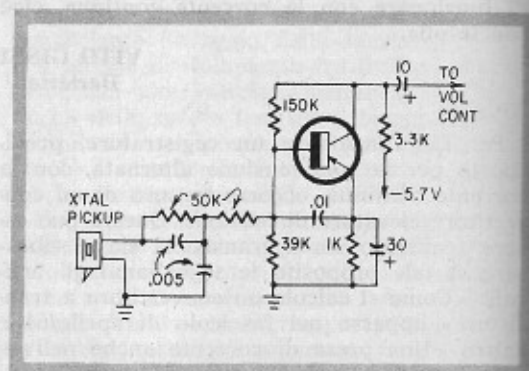 10
TO
VOL
CONT
150K
3.3K
-5.7V
XTAL
PICKUP
50K
.01
39K
1K
30
.005